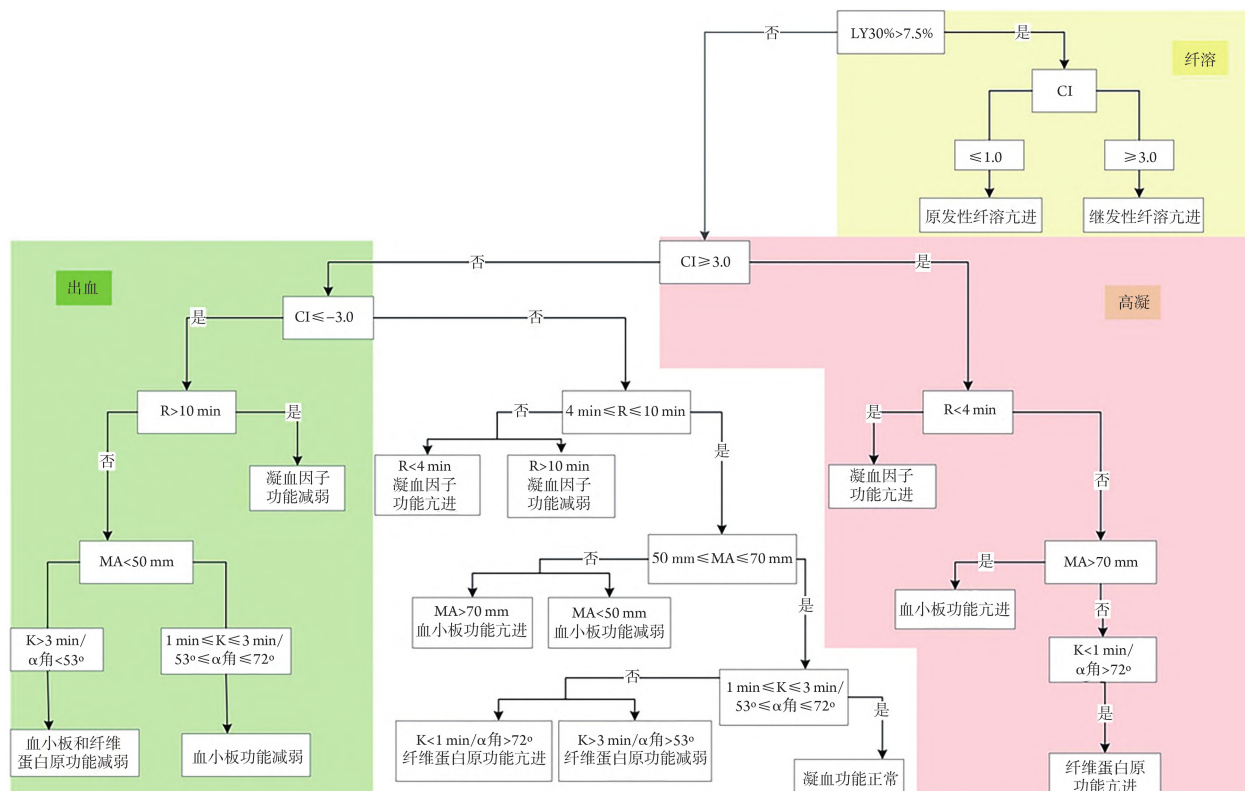 否
LY30%>7.5%
是
纤溶
CI
≤1.0
≥3.0
原发性纤溶亢进
继发性纤溶亢进
出血
否
CI≥3.0
是
高凝
是
CI≤-3.0
否
R>10 min
是
否
否
4 min≤R≤10 min
是
是
R<4 min
否
凝血因子
功能减弱
R<4 min
凝血因子
功能亢进
R>10 min
凝血因子
功能减弱
凝血因子
功能亢进
MA<50 mm
否
50 mm≤MA≤70 mm
是
是
MA>70 mm
否
MA>70 mm
血小板功能亢进
MA<50 mm
血小板功能减弱
血小板功能亢进
K>3 min/
α角<53º
1 min≤K≤3 min/
53º≤α角≤72º
否
1 min≤K≤3 min/
53º≤α角≤72º
是
K<1 min/
α角>72º
是
血小板和纤维
蛋白原功能减弱
血小板功能减弱
K<1 min/α角>72º
纤维蛋白原功能亢进
K>3 min/α角>53º
纤维蛋白原功能减弱
凝血功能正常
纤维蛋白原
功能亢进